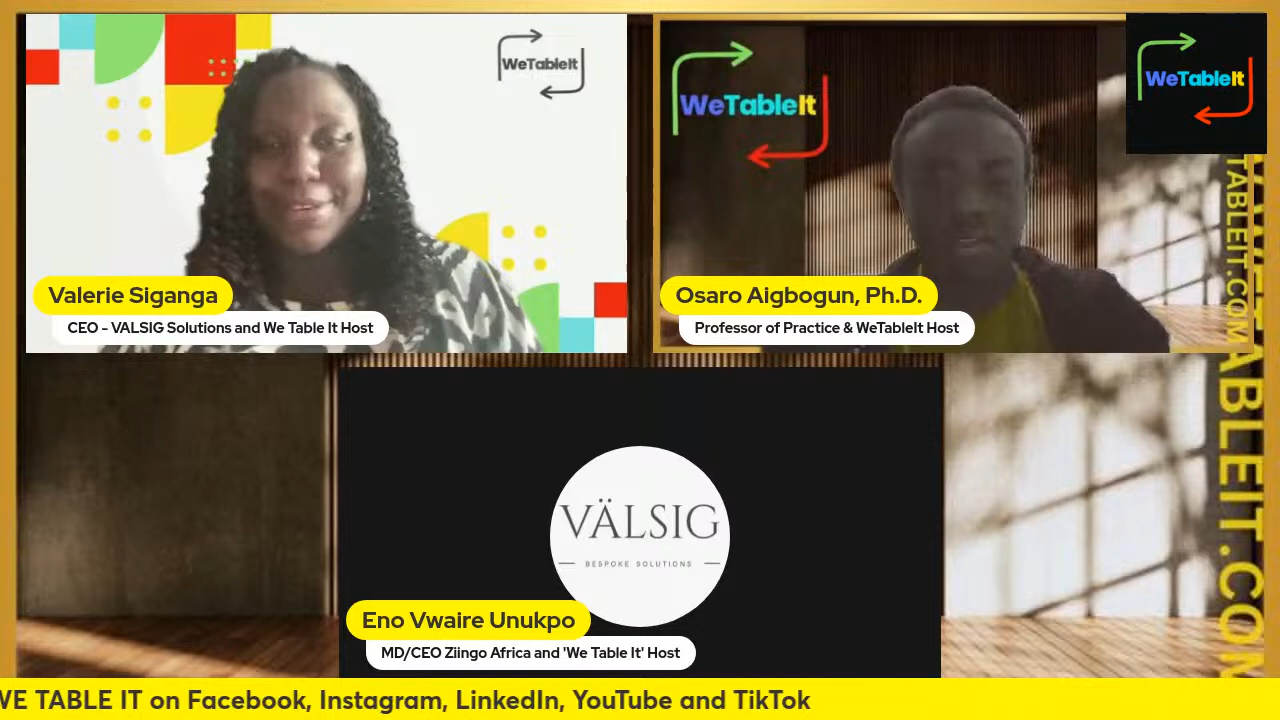 WeTableIt
Valerie Siganga
CEO - VALSIG Solutions and We Table It Host
WeTableIt
WeTableIt
Osaro Aigbogun, Ph.D.
Professor of Practice & WeTableIt Host
TABLEIT.COM
TABLEIT.COM
VÄLSIG
BESPOKE SOLUTIONS
Eno Vwaire Unukpo
MD/CEO Ziingo Africa and 'We Table It' Host
WE TABLE IT on Facebook, Instagram, LinkedIn, YouTube and TikTok